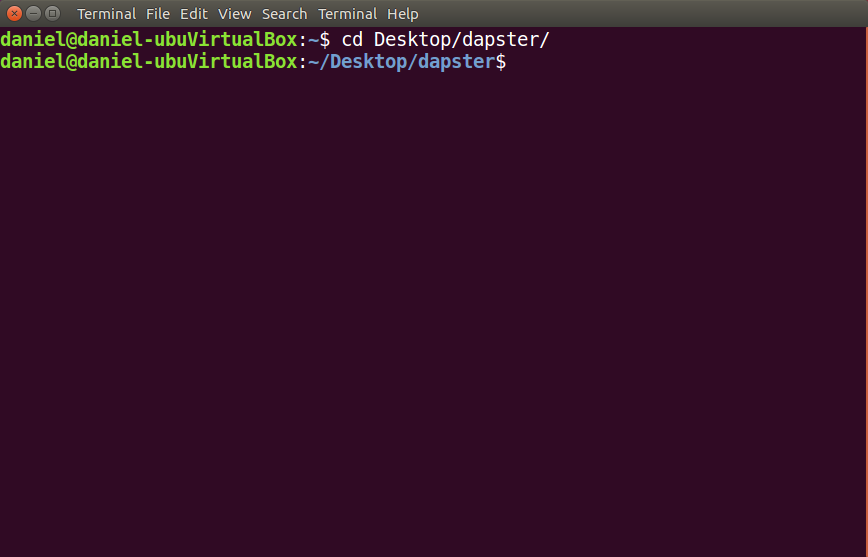 Terminal File Edit View Search Terminal Help
daniel@daniel-ubuVirtualBox:~$ cd Desktop/dapster/
daniel@daniel-ubuVirtualBox:~/Desktop/dapster$